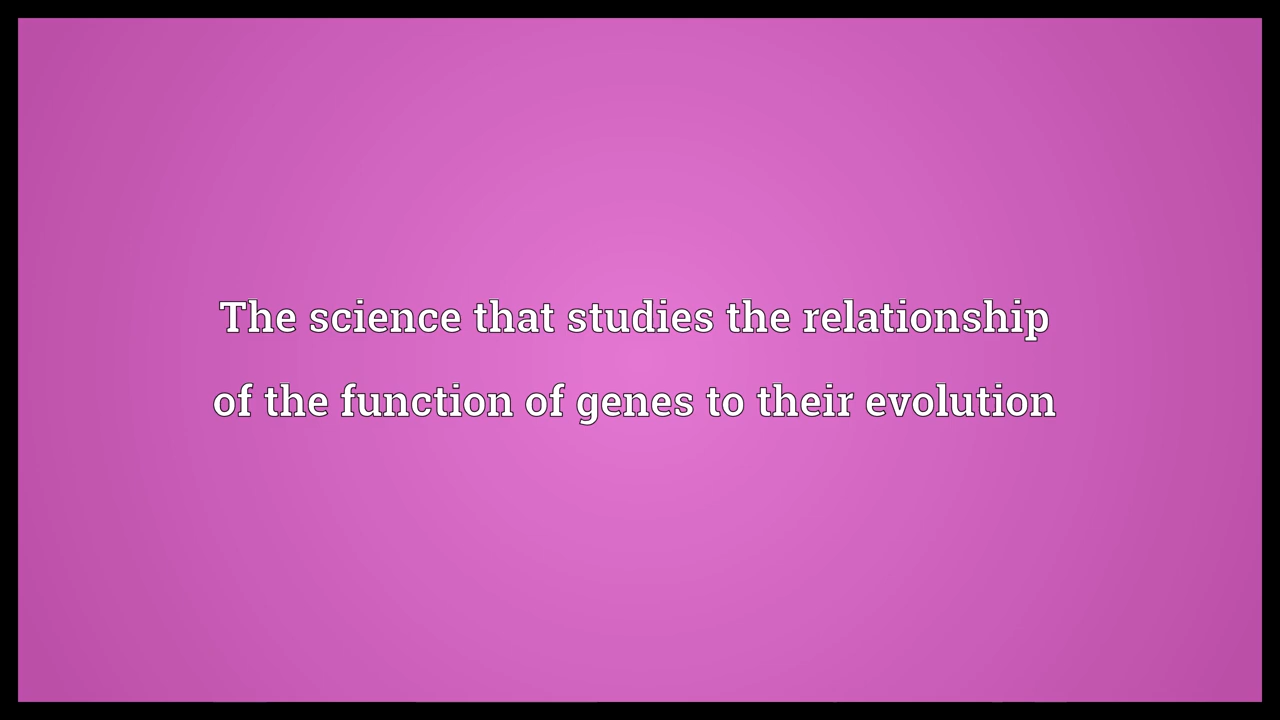 The science that studies the relationship
of the function of genes to their evolution